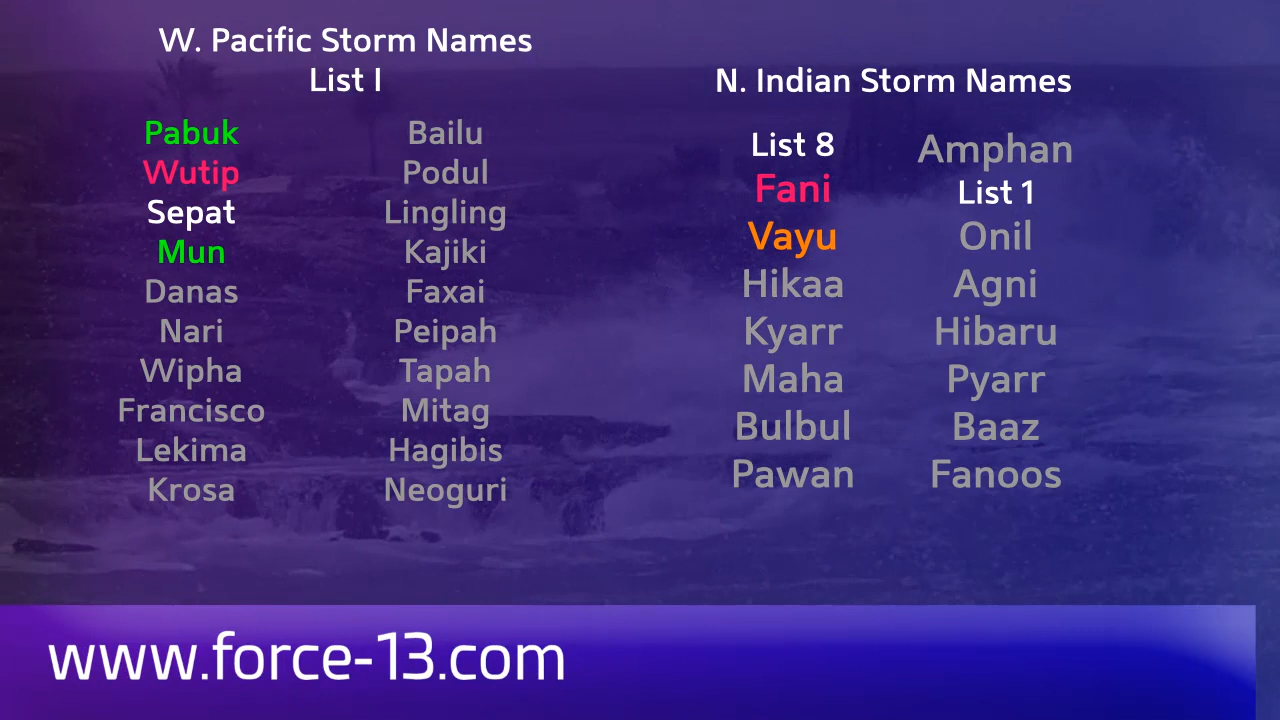 W. Pacific Storm Names
List I
Pabuk
Wutip
Sepat
Mun
Danas
Nari
Wipha
Francisco
Lekima
Krosa
Bailu
Podul
Lingling
Kajiki
Faxai
Peipah
Tapah
Mitag
Hagibis
Neoguri
N. Indian Storm Names
List 8
Fani
Vayu
Hikaa
Kyarr
Maha
Bulbul
Pawan
Amphan
List 1
Onil
Agni
Hibaru
Pyarr
Baaz
Fanoos
www.force-13.com